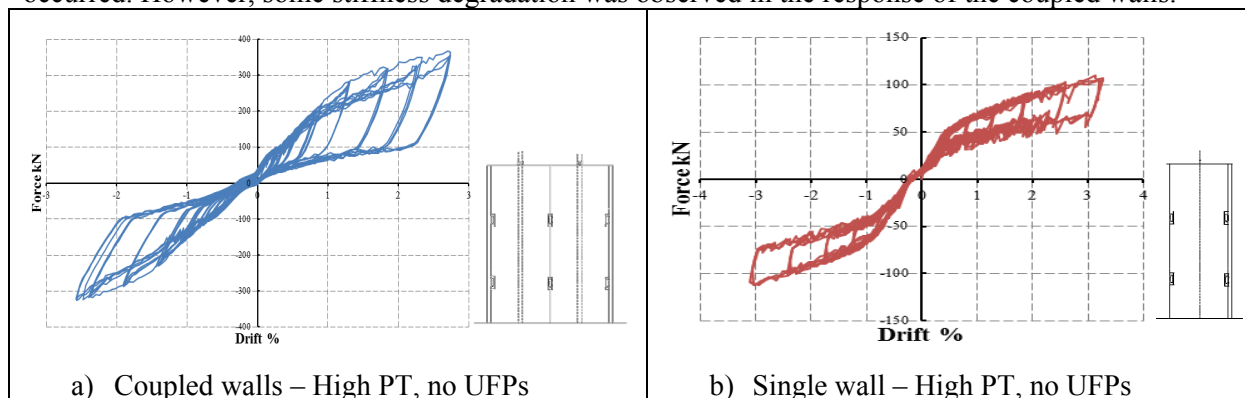 occurred. However, some stiffness degradation was observed in the response of the coupled walls.
400
300
200
100
0
-3 -2 -1 0 1 2 3
-100
-200
-300
-400
Force kN
Drift %
a) Coupled walls – High PT, no UFPs
150
100
50
0
-4 -3 -2 -1 0 1 2 3 4
-50
-100
-150
Force kN
Drift %
b) Single wall – High PT, no UFPs